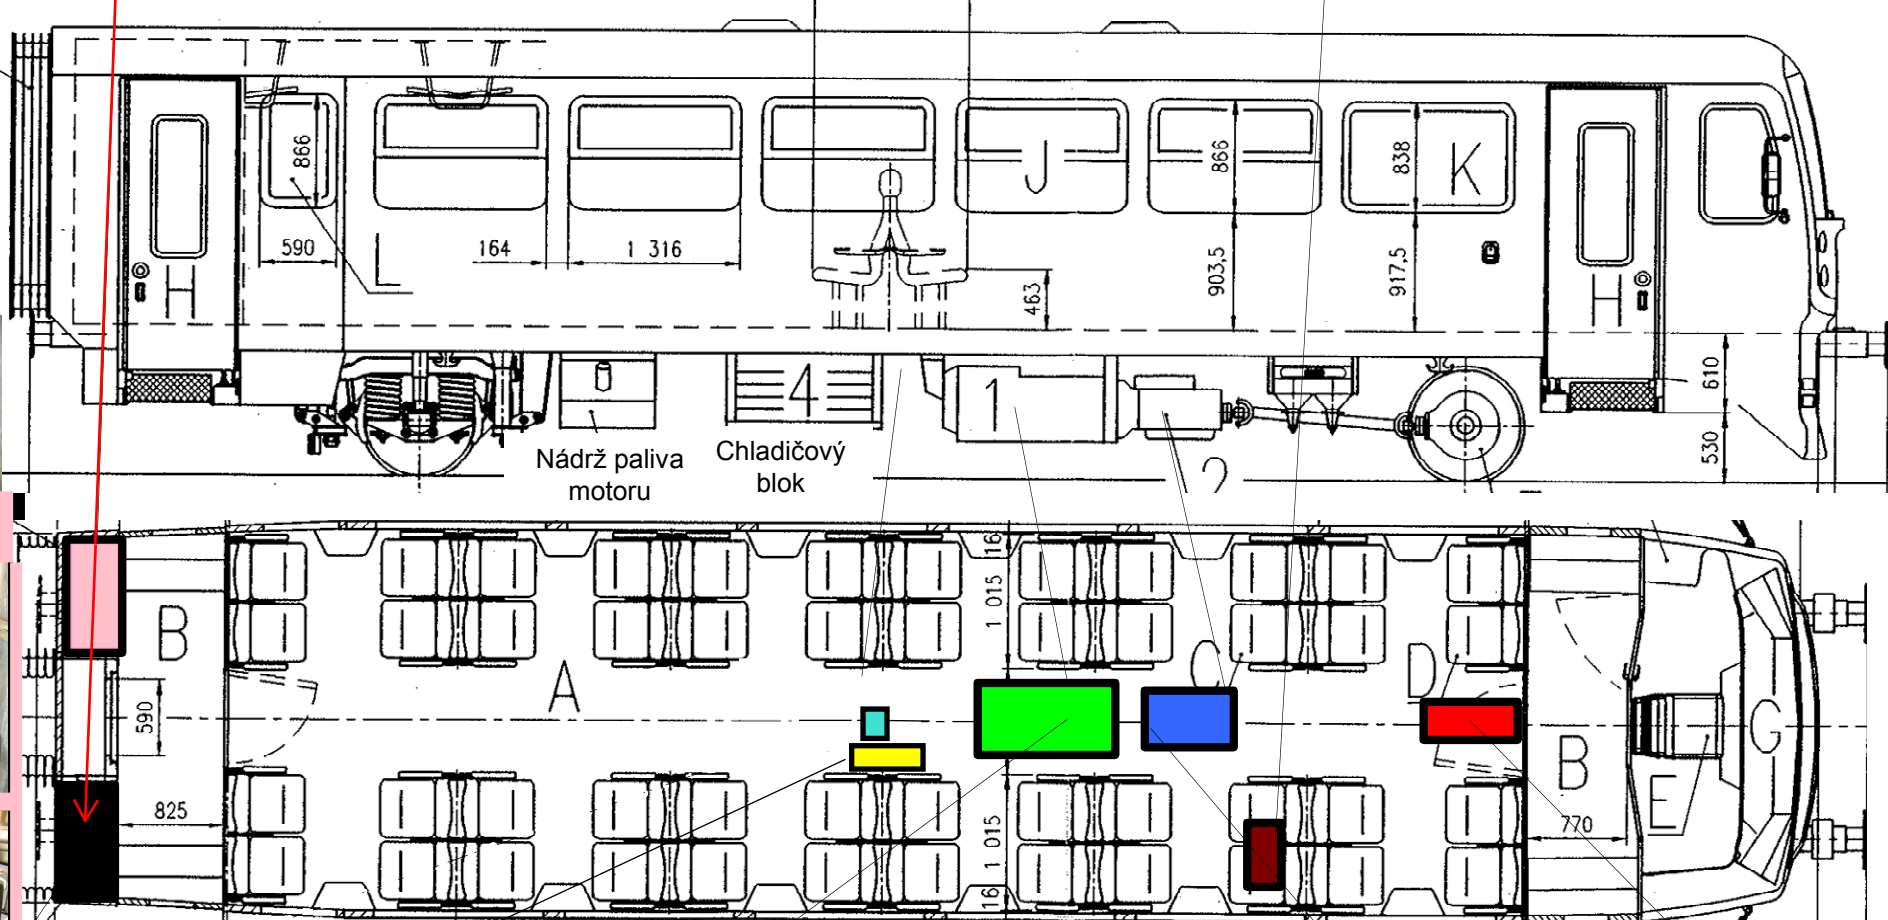 866
866
838
J
K
590
L
164
1 316
903,5
917,5
463
H
H
610
530
4
1
2
Nádrž paliva
motoru
Chladičový
blok
16
1 015
B
A
C
D
590
G
B
E
825
770
1 015
16